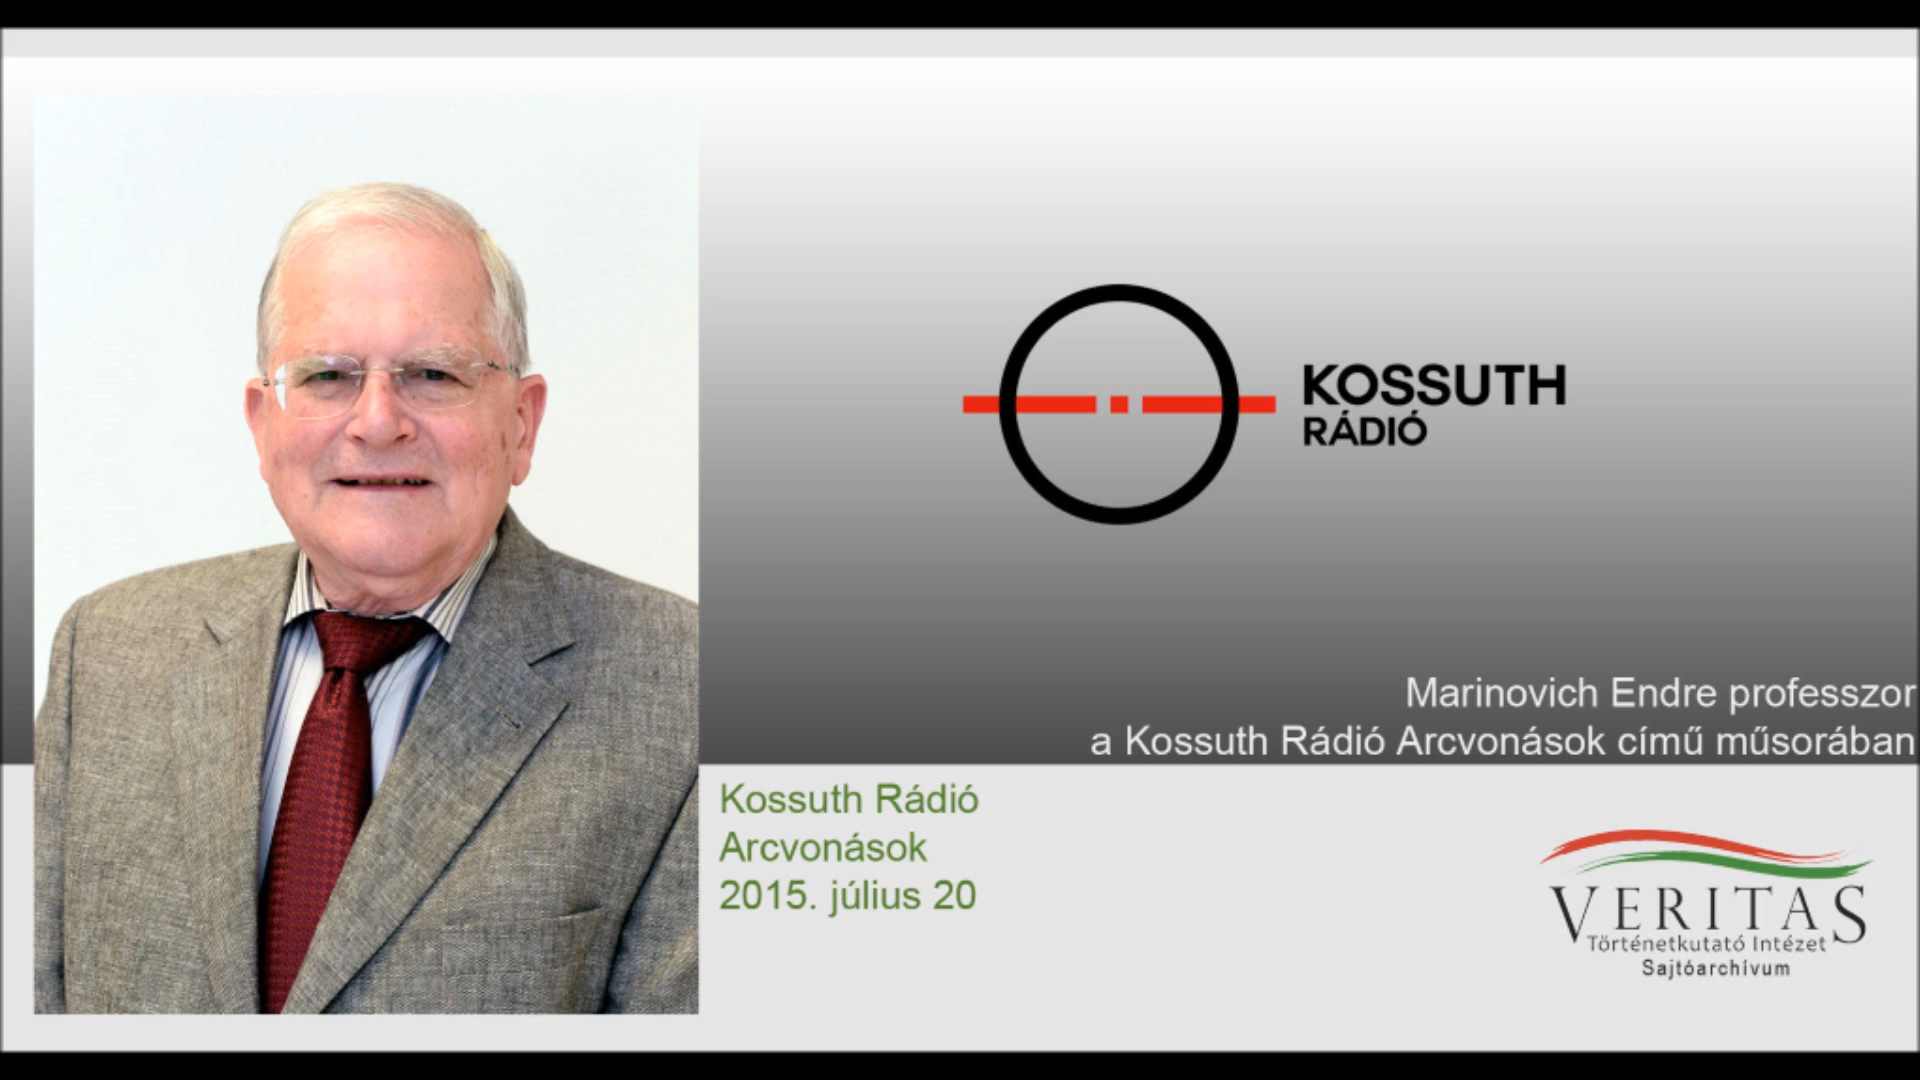 KOSSUTH
RÁDIÓ
Marinovich Endre professzor
a Kossuth Rádió Arcvonások című műsorában
Kossuth Rádió
Arcvonások
2015. július 20
VERITAS
Történetkutató Intézet
Sajtóarchívum